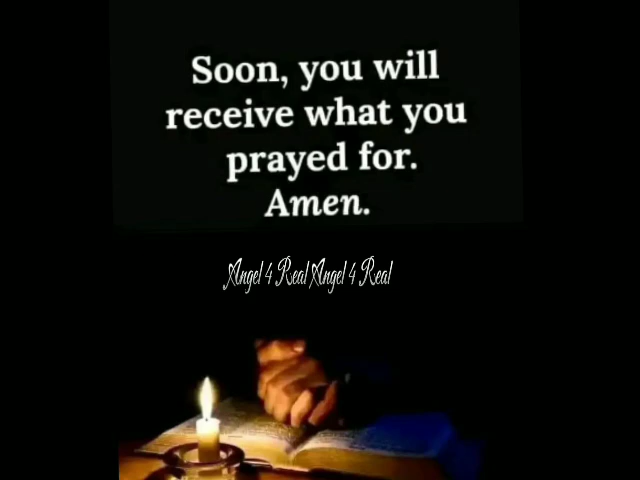 Soon, you will
receive what you
prayed for.
Amen.
Angel 4 Real Angel 4 Real